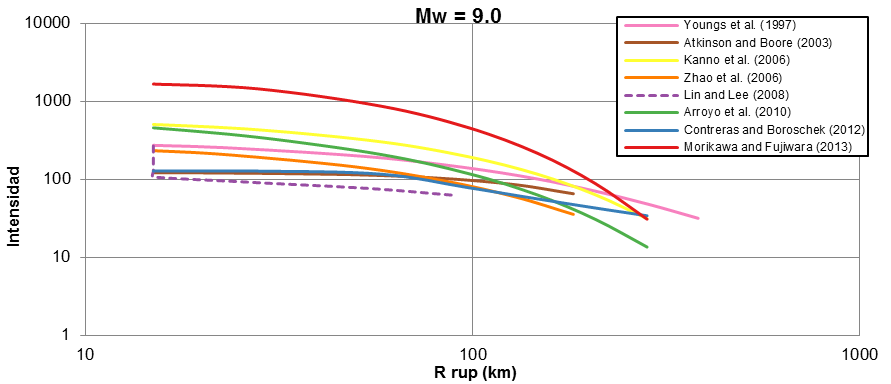 Mw = 9.0
Youngs et al. (1997)
Atkinson and Boore (2003)
Kanno et al. (2006)
Zhao et al. (2006)
Lin and Lee (2008)
Arroyo et al. (2010)
Contreras and Boroschek (2012)
Morikawa and Fujiwara (2013)
10000
1000
100
10
1
Intensidad
10
100
1000
R rup (km)